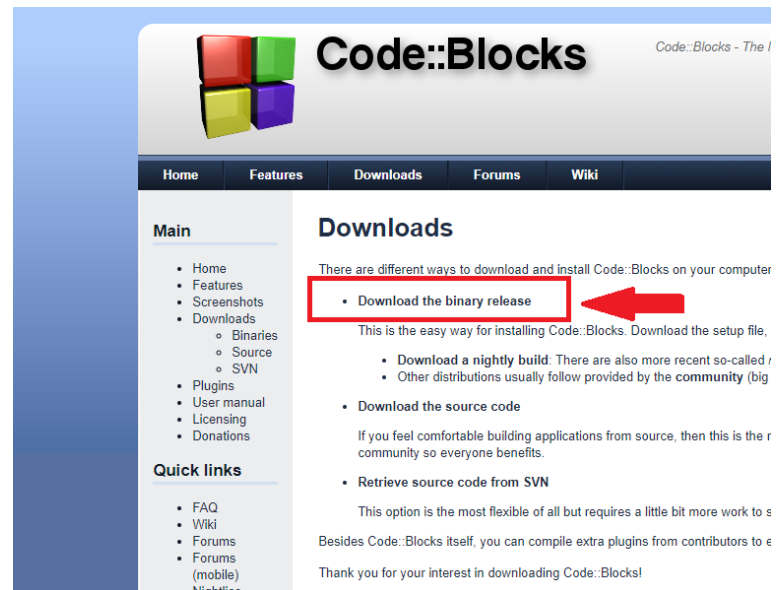 Code::Blocks
Code::Blocks - The
Home Features Downloads Forums Wiki
Main
Home
Features
Screenshots
Downloads
Binaries
Source
SVN
Plugins
User manual
Licensing
Donations
Quick links
FAQ
Wiki
Forums
Forums
(mobile)
Nightlies
Downloads
There are different ways to download and install Code::Blocks on your computer
Download the binary release
This is the easy way for installing Code::Blocks. Download the setup file,
Download a nightly build: There are also more recent so-called
Other distributions usually follow provided by the community (big
Download the source code
If you feel comfortable building applications from source, then this is the
community so everyone benefits.
Retrieve source code from SVN
This option is the most flexible of all but requires a little bit more work to
Besides Code::Blocks itself, you can compile extra plugins from contributors to
Thank you for your interest in downloading Code::Blocks!